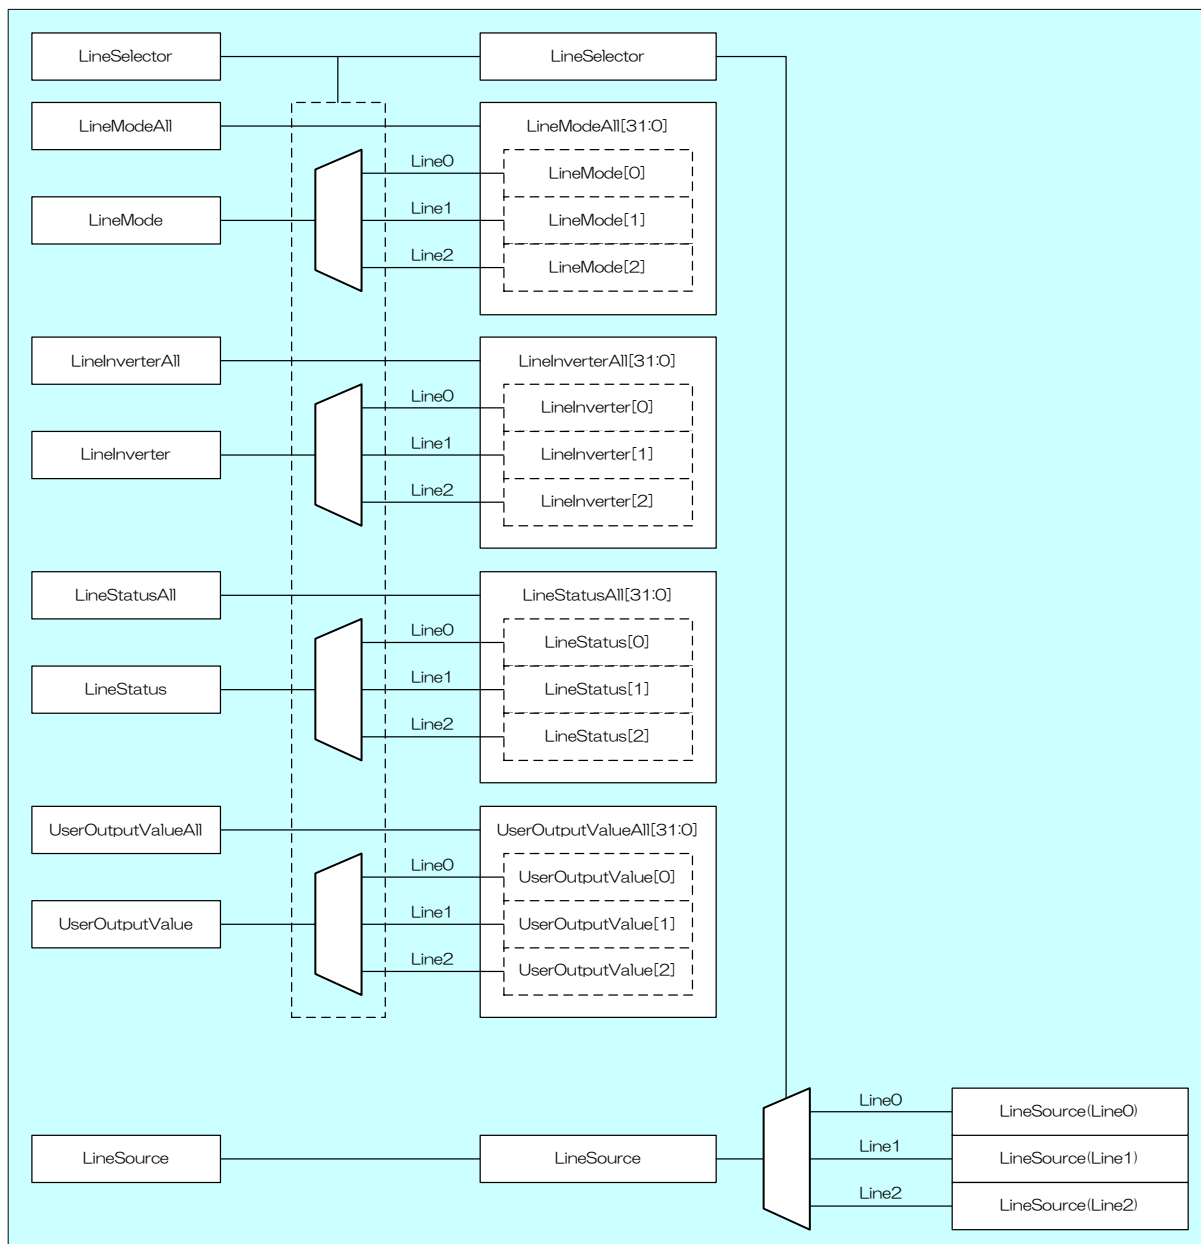 LineSelector
LineSelector
LineModeAll
LineModeAll[31:0]
Line0
LineMode[0]
LineMode
Line1
LineMode[1]
Line2
LineMode[2]
LineInverterAll
LineInverterAll[31:0]
Line0
LineInverter[0]
LineInverter
Line1
LineInverter[1]
Line2
LineInverter[2]
LineStatusAll
LineStatusAll[31:0]
Line0
LineStatus[0]
LineStatus
Line1
LineStatus[1]
Line2
LineStatus[2]
UserOutputValueAll
UserOutputValueAll[31:0]
Line0
UserOutputValue[0]
UserOutputValue
Line1
UserOutputValue[1]
Line2
UserOutputValue[2]
Line0
LineSource(Line0)
LineSource
LineSource
Line1
LineSource(Line1)
Line2
LineSource(Line2)